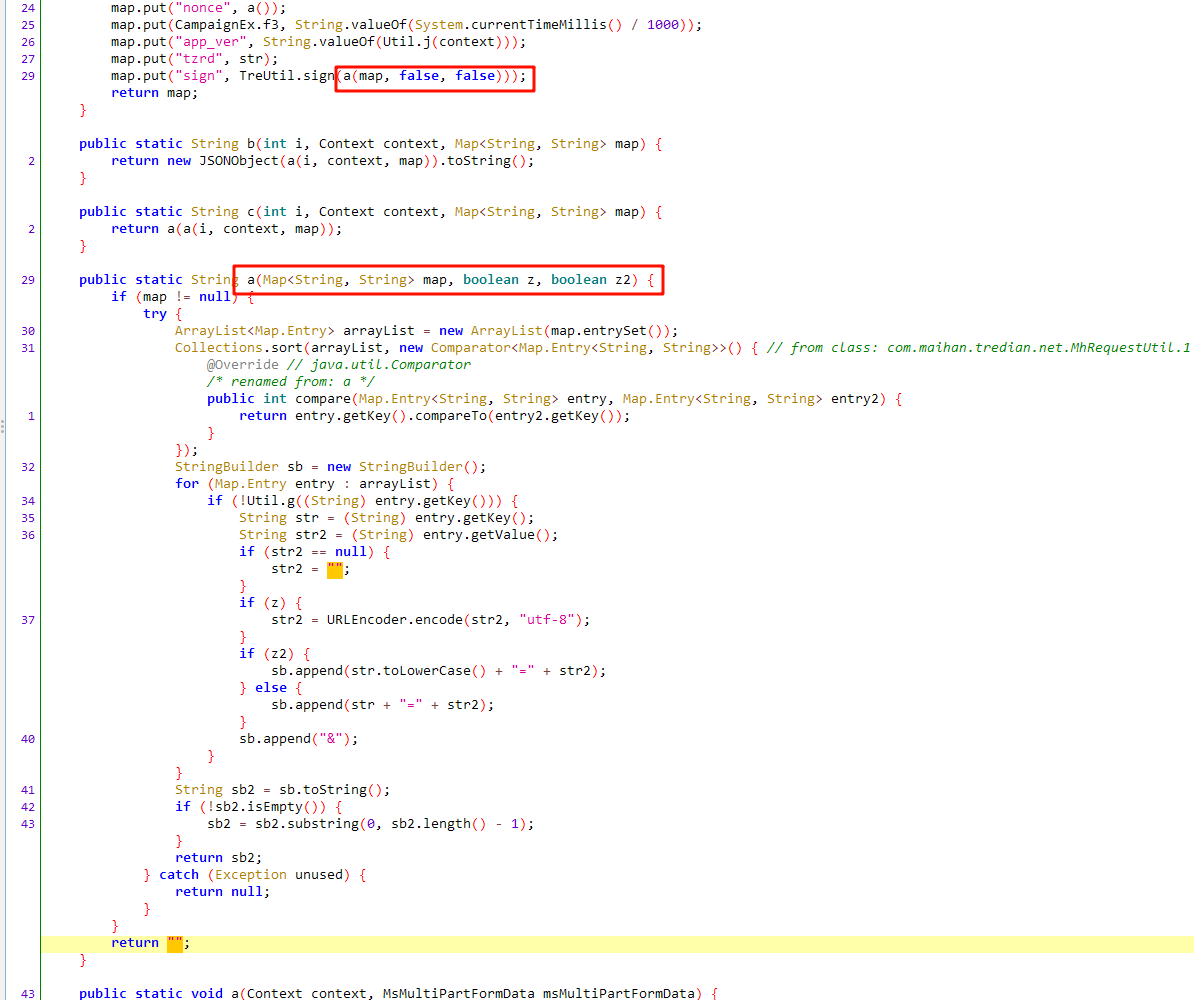 24 map.put("nonce", a());
25 map.put(CampaignEx.f3, String.valueOf(System.currentTimeMillis() / 1000));
26 map.put("app_ver", String.valueOf(Util.j(context)));
27 map.put("tzrd", str);
29 map.put("sign", TreUtil.sign(a(map, false, false)));
return map;
}
public static String b(int i, Context context, Map<String, String> map) {
2 return new JSONObject(a(i, context, map)).toString();
}
public static String c(int i, Context context, Map<String, String> map) {
2 return a(a(i, context, map));
}
29 public static String a(Map<String, String> map, boolean z, boolean z2) {
if (map != null) {
try {
30 ArrayList<Map.Entry> arrayList = new ArrayList(map.entrySet());
31 Collections.sort(arrayList, new Comparator<Map.Entry<String, String>>() { // from class: com.maihan.tredian.net.MhRequestUtil.1
@Override // java.util.Comparator
/* renamed from: a */
public int compare(Map.Entry<String, String> entry, Map.Entry<String, String> entry2) {
1 return entry.getKey().compareTo(entry2.getKey());
}
});
32 StringBuilder sb = new StringBuilder();
for (Map.Entry entry : arrayList) {
34 if (!Util.g((String) entry.getKey())) {
35 String str = (String) entry.getKey();
36 String str2 = (String) entry.getValue();
if (str2 == null) {
str2 = "";
}
if (z) {
37 str2 = URLEncoder.encode(str2, "utf-8");
}
if (z2) {
sb.append(str.toLowerCase() + "=" + str2);
} else {
sb.append(str + "=" + str2);
}
40 sb.append("&");
}
}
41 String sb2 = sb.toString();
42 if (!sb2.isEmpty()) {
43 sb2 = sb2.substring(0, sb2.length() - 1);
}
return sb2;
} catch (Exception unused) {
return null;
}
}
return "";
}
43 public static void a(Context context, MsMultiPartFormData msMultiPartFormData) {